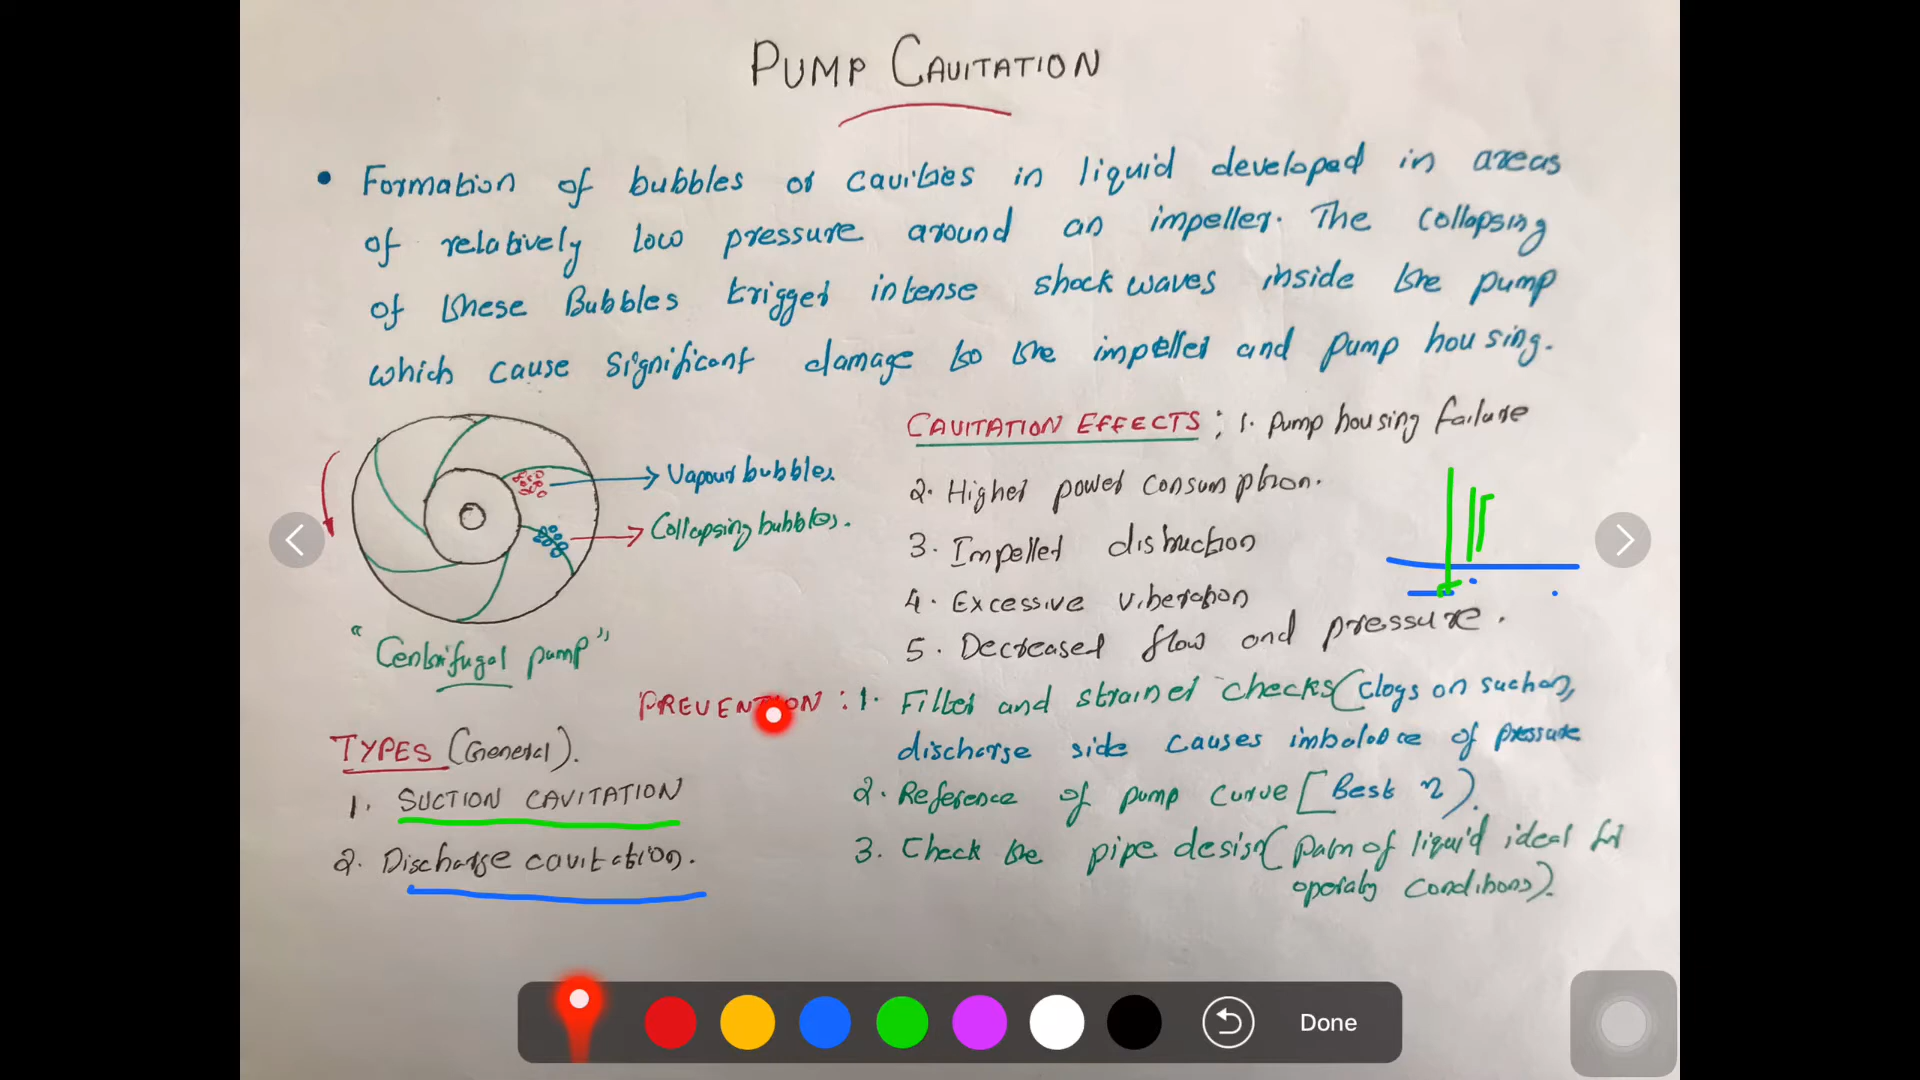 PUMP CAVITATION
• Formation of bubbles or cavities in liquid developed in areas
of relatively low pressure around an impeller. The collapsing
of these Bubbles trigger intense shock waves inside the pump
which cause significant damage to the impeller and pump housing.
CAVITATION EFFECTS : 1. Pump housing failure
2. Higher power consumption.
3. Impeller distruction
4. Excessive viberation
5. Decreased flow and pressure.
Vapour bubbles.
Collapsing bubbles.
"Centrifugal pump"
PREVENTION : 1. Filter and strainer checks (clogs on suction,
discharge side causes imbalance of pressure
2. Reference of pump curve [Best η).
3. Check the pipe design (Path of liquid ideal for
operating conditions).
TYPES (General).
1. SUCTION CAVITATION
2. Discharge cavitation.
Done